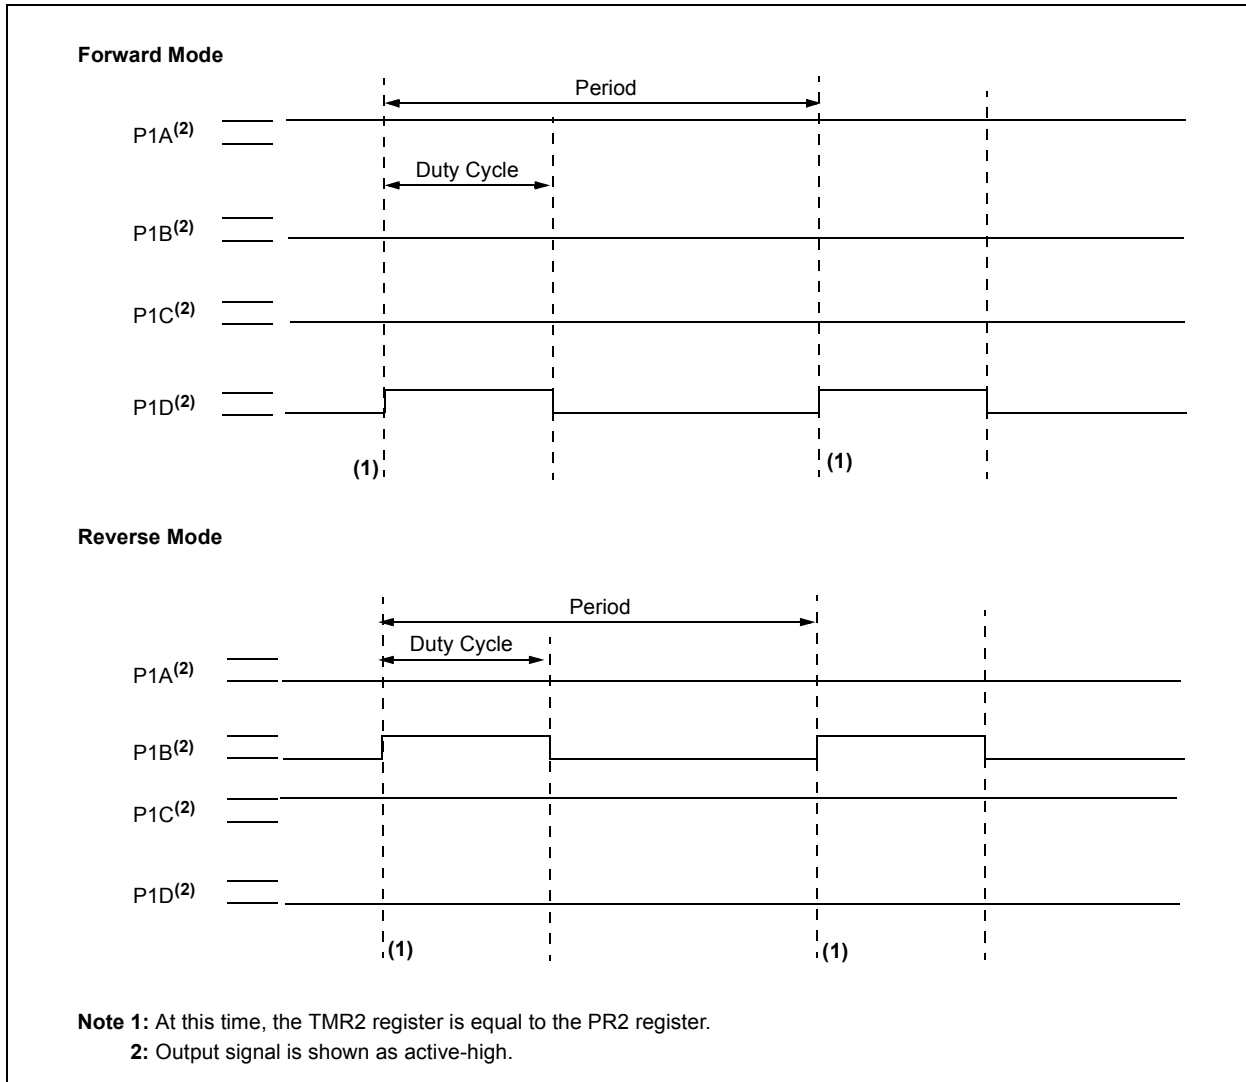 Forward Mode
Period
P1A(2)
Duty Cycle
P1B(2)
P1C(2)
P1D(2)
(1)
(1)
Reverse Mode
Period
Duty Cycle
P1A(2)
P1B(2)
P1C(2)
P1D(2)
(1)
(1)
Note 1: At this time, the TMR2 register is equal to the PR2 register.
2: Output signal is shown as active-high.